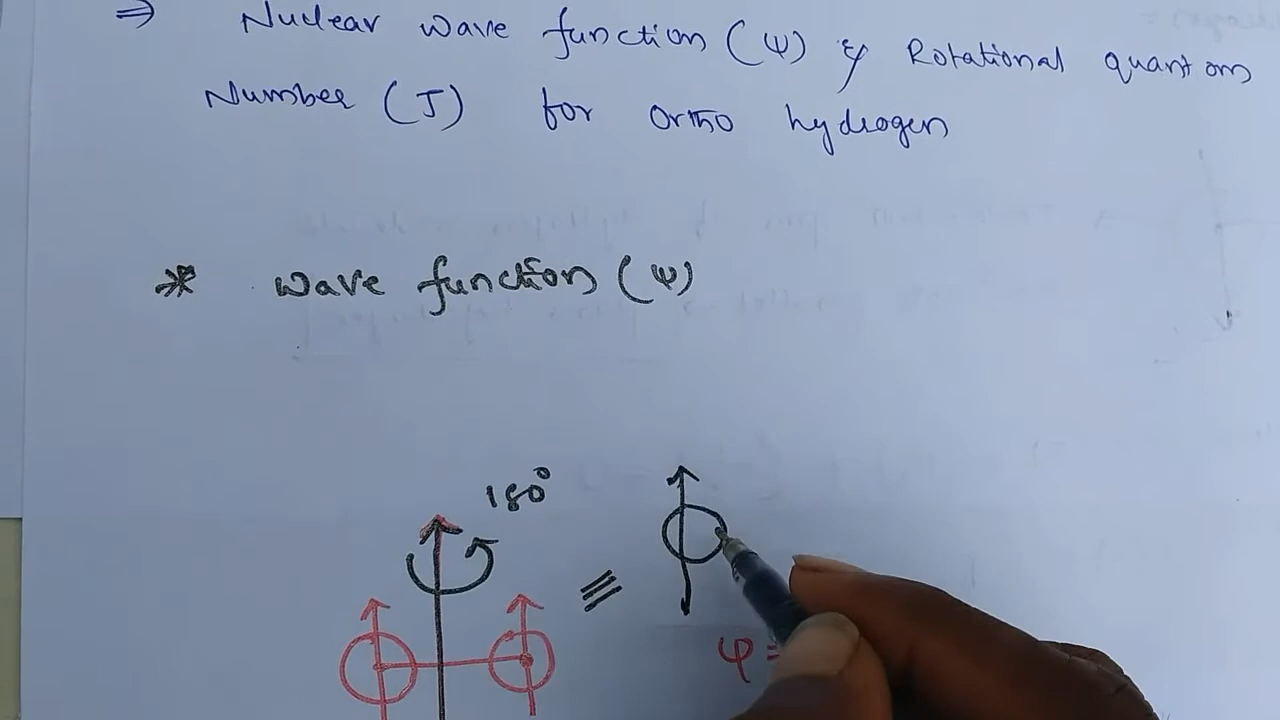 ⇒ Nuclear wave function (ψ) & Rotational quantom
Number (J) for ortho hydrogen
* wave function (ψ)
180°
≡
φ =